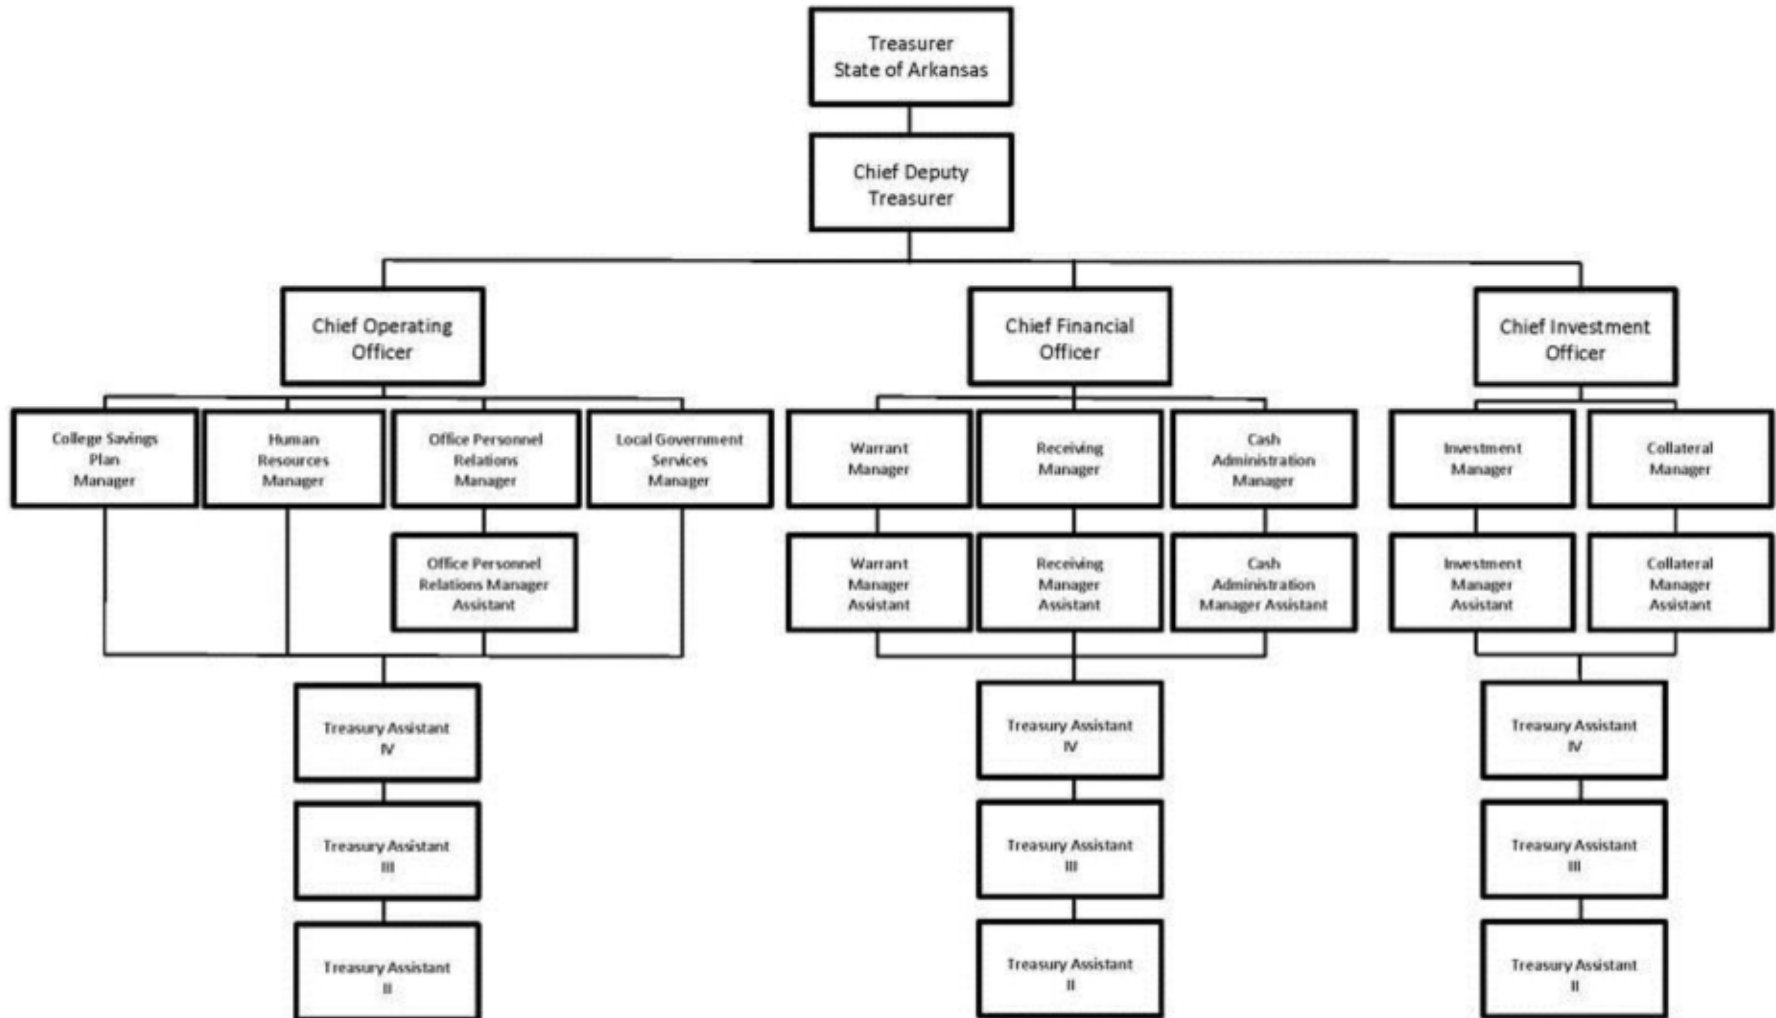 Treasurer
State of Arkansas
Chief Deputy
Treasurer
Chief Operating
Officer
Chief Financial
Officer
Chief Investment
Officer
College Savings
Plan
Manager
Human
Resources
Manager
Office Personnel
Relations
Manager
Local Government
Services
Manager
Warrant
Manager
Receiving
Manager
Cash
Administration
Manager
Investment
Manager
Collateral
Manager
Office Personnel
Relations Manager
Assistant
Warrant
Manager
Assistant
Receiving
Manager
Assistant
Cash
Administration
Manager Assistant
Investment
Manager
Assistant
Collateral
Manager
Assistant
Treasury Assistant
IV
Treasury Assistant
IV
Treasury Assistant
IV
Treasury Assistant
III
Treasury Assistant
III
Treasury Assistant
III
Treasury Assistant
II
Treasury Assistant
II
Treasury Assistant
II